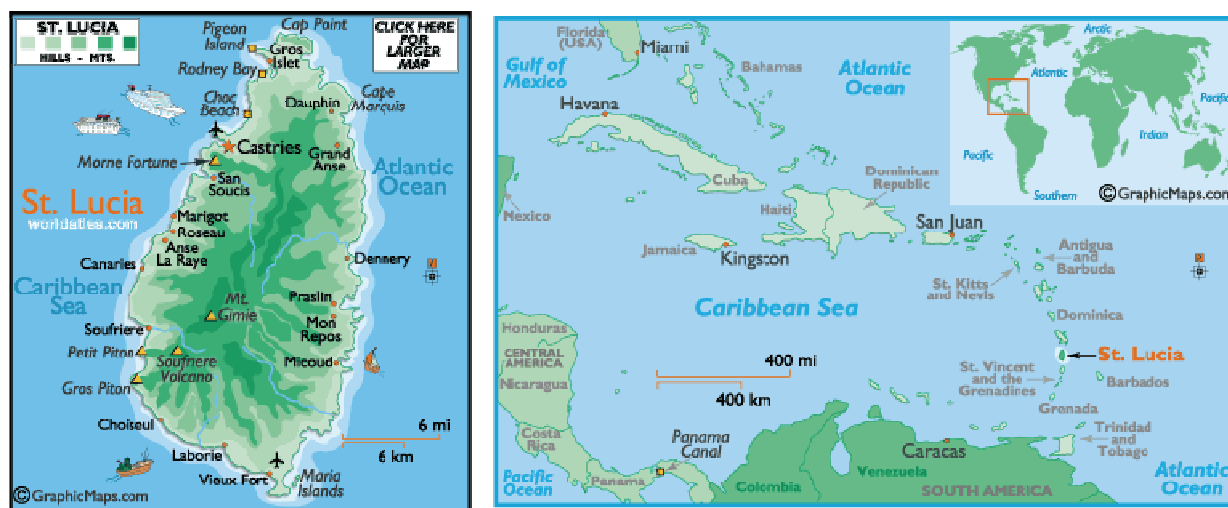 ST. LUCIA
HILLS - MTS.
CLICK HERE
FOR
LARGER
MAP
Pigeon
Island
Cap Point
Gros
Islet
Rodney Bay
Choc
Beach
Dauphin
Cape
Marquis
Castries
Morne Fortune
Grand
Anse
Atlantic
Ocean
San
Soucis
St. Lucia
worldatlas.com
Marigot
Roseau
Anse
La Raye
Canaries
Dennery
Caribbean
Sea
Mt.
Gimie
Praslin
Mon
Repos
Soufriere
Petit Piton
Soufriere
Volcano
Micoud
Gros Piton
Choiseul
6 mi
6 km
Laborie
Vieux Fort
Maria
Islands
©GraphicMaps.com
Florida
(USA)
Miami
Gulf of
Mexico
Bahamas
Atlantic
Ocean
Havana
Cuba
Mexico
Dominican
Republic
Haiti
San Juan
Jamaica
Kingston
Antigua
and
Barbuda
St. Kitts
and Nevis
Caribbean Sea
Dominica
Honduras
CENTRAL
AMERICA
Nicaragua
400 mi
400 km
St. Lucia
St. Vincent
and the
Grenadines
Barbados
Grenada
Costa
Rica
Panama
Canal
Trinidad
and
Tobago
Caracas
Pacific
Ocean
Panama
Colombia
Venezuela
SOUTH AMERICA
Atlantic
Ocean
Arctic
Atlantic
Pacific
Indian
Pacific
Southern
©GraphicMaps.com